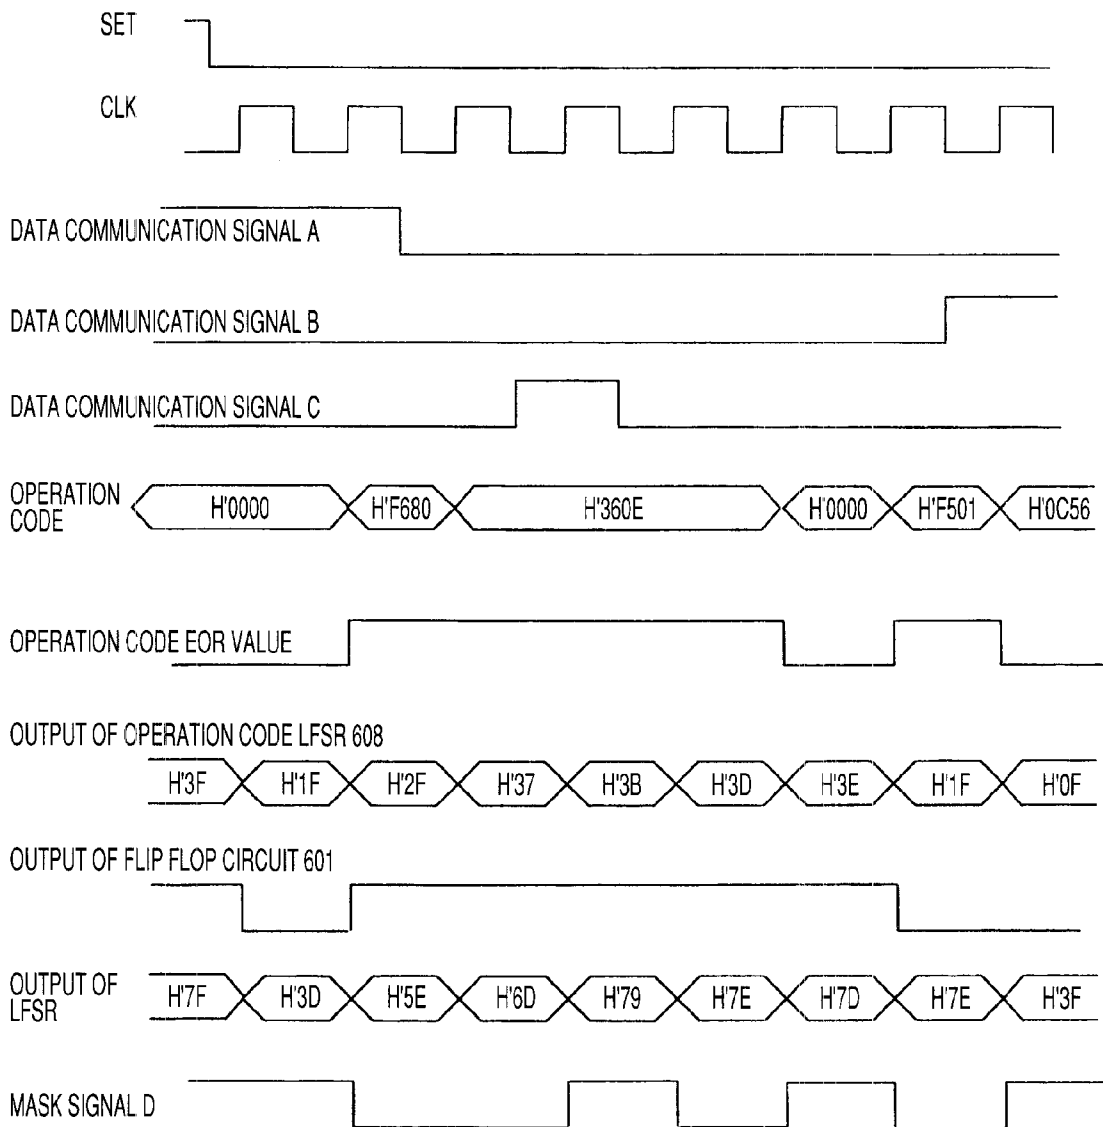 SET
CLK
DATA COMMUNICATION SIGNAL A
DATA COMMUNICATION SIGNAL B
DATA COMMUNICATION SIGNAL C
OPERATION
CODE
H'0000 H'F680 H'360E H'0000 H'F501 H'0C56
OPERATION CODE EOR VALUE
OUTPUT OF OPERATION CODE LFSR 608
H'3F H'1F H'2F H'37 H'3B H'3D H'3E H'1F H'0F
OUTPUT OF FLIP FLOP CIRCUIT 601
OUTPUT OF
LFSR
H'7F H'3D H'5E H'6D H'79 H'7E H'7D H'7E H'3F
MASK SIGNAL D